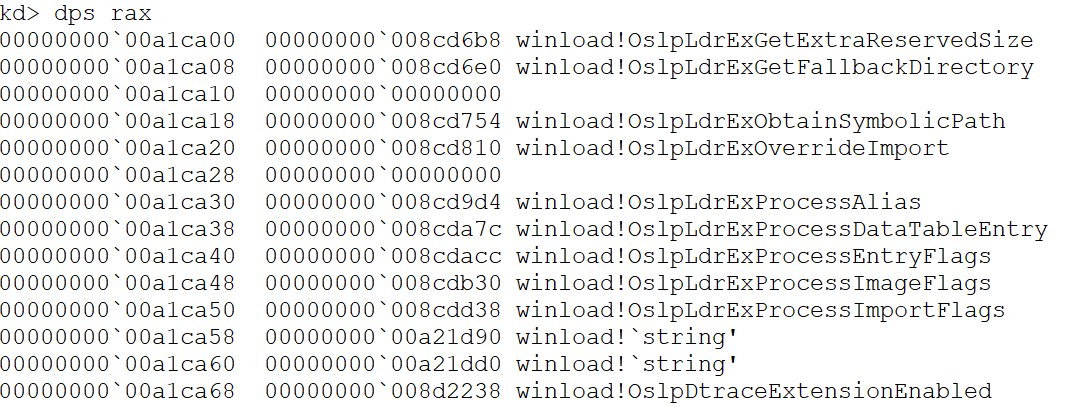 kd> dps rax
00000000`00a1ca00  00000000`008cd6b8 winload!OslpLdrExGetExtraReservedSize
00000000`00a1ca08  00000000`008cd6e0 winload!OslpLdrExGetFallbackDirectory
00000000`00a1ca10  00000000`00000000
00000000`00a1ca18  00000000`008cd754 winload!OslpLdrExObtainSymbolicPath
00000000`00a1ca20  00000000`008cd810 winload!OslpLdrExOverrideImport
00000000`00a1ca28  00000000`00000000
00000000`00a1ca30  00000000`008cd9d4 winload!OslpLdrExProcessAlias
00000000`00a1ca38  00000000`008cda7c winload!OslpLdrExProcessDataTableEntry
00000000`00a1ca40  00000000`008cdacc winload!OslpLdrExProcessEntryFlags
00000000`00a1ca48  00000000`008cdb30 winload!OslpLdrExProcessImageFlags
00000000`00a1ca50  00000000`008cdd38 winload!OslpLdrExProcessImportFlags
00000000`00a1ca58  00000000`00a21d90 winload!`string'
00000000`00a1ca60  00000000`00a21dd0 winload!`string'
00000000`00a1ca68  00000000`008d2238 winload!OslpDtraceExtensionEnabled